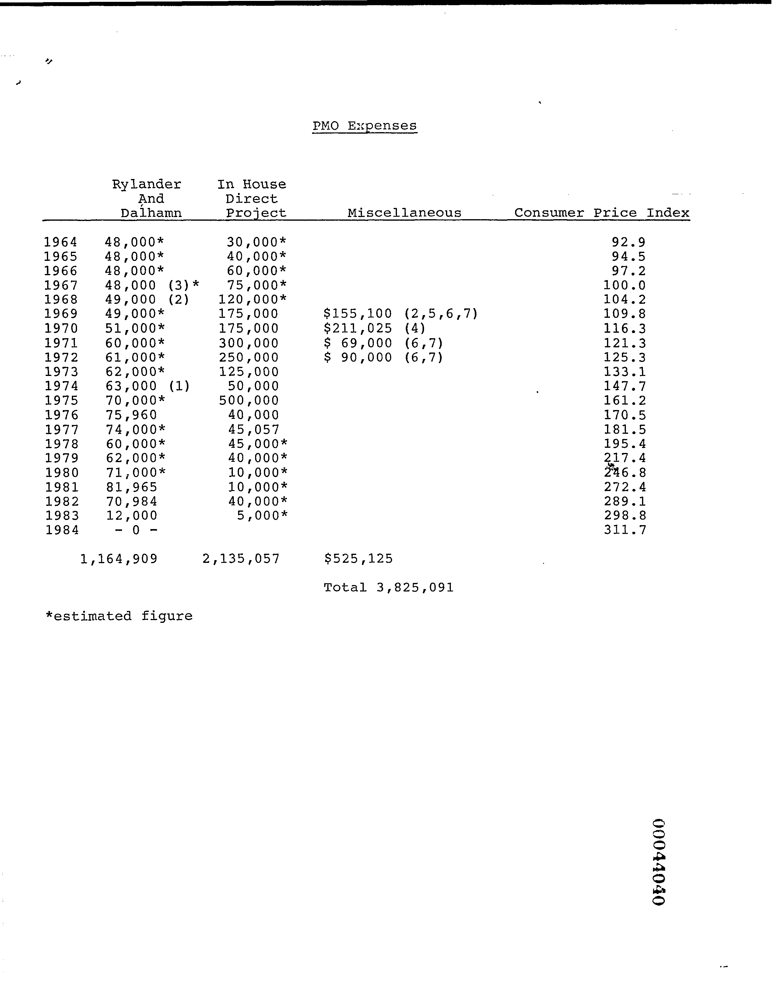 PMO Expenses
Rylander In House
And Direct
Dalhamn Project Miscellaneous Consumer Price Index
1964 48,000* 30,000* 92.9
1965 48,000* 40,000* 94.5
1966 48,000* 60,000* 97.2
1967 48,000 (3)* 75,000* 100.0
1968 49,000 (2) 120,000* 104.2
1969 49,000* 175,000 $155,100 (2,5,6,7) 109.8
1970 51,000* 175,000 $211,025 (4) 116.3
1971 60,000* 300,000 $ 69,000 (6,7) 121.3
1972 61,000* 250,000 $ 90,000 (6,7) 125.3
1973 62,000* 125,000 133.1
1974 63,000 (1) 50,000 147.7
1975 70,000* 500,000 161.2
1976 75,960 40,000 170.5
1977 74,000* 45,057 181.5
1978 60,000* 45,000* 195.4
1979 62,000* 40,000* 217.4
1980 71,000* 10,000* 246.8
1981 81,965 10,000* 272.4
1982 70,984 40,000* 289.1
1983 12,000 5,000* 298.8
1984 - 0 - 311.7
1,164,909 2,135,057 $525,125
Total 3,825,091
*estimated figure
00044040